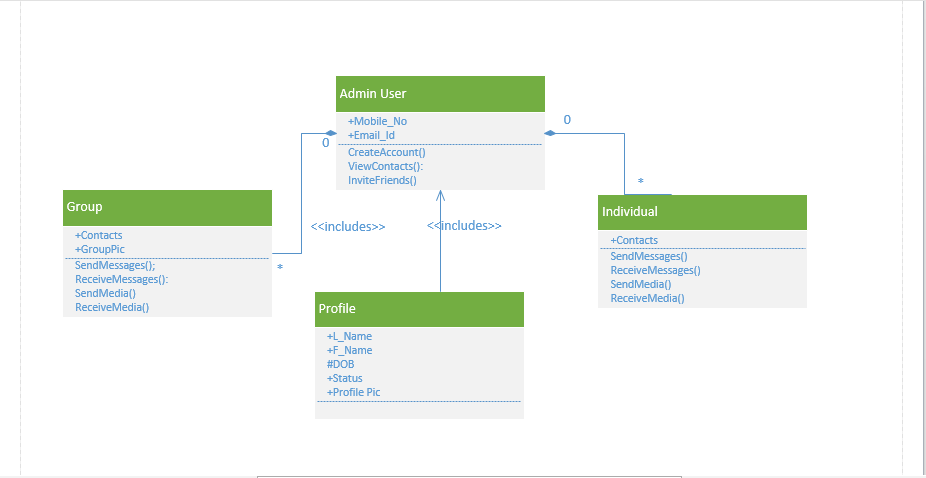 Admin User
+Mobile_No
+Email_Id
CreateAccount()
ViewContacts():
InviteFriends()
0
0
*
Group
+Contacts
+GroupPic
SendMessages();
ReceiveMessages():
SendMedia()
ReceiveMedia()
*
<<includes>>
<<includes>>
Individual
+Contacts
SendMessages()
ReceiveMessages()
SendMedia()
ReceiveMedia()
Profile
+L_Name
+F_Name
#DOB
+Status
+Profile Pic